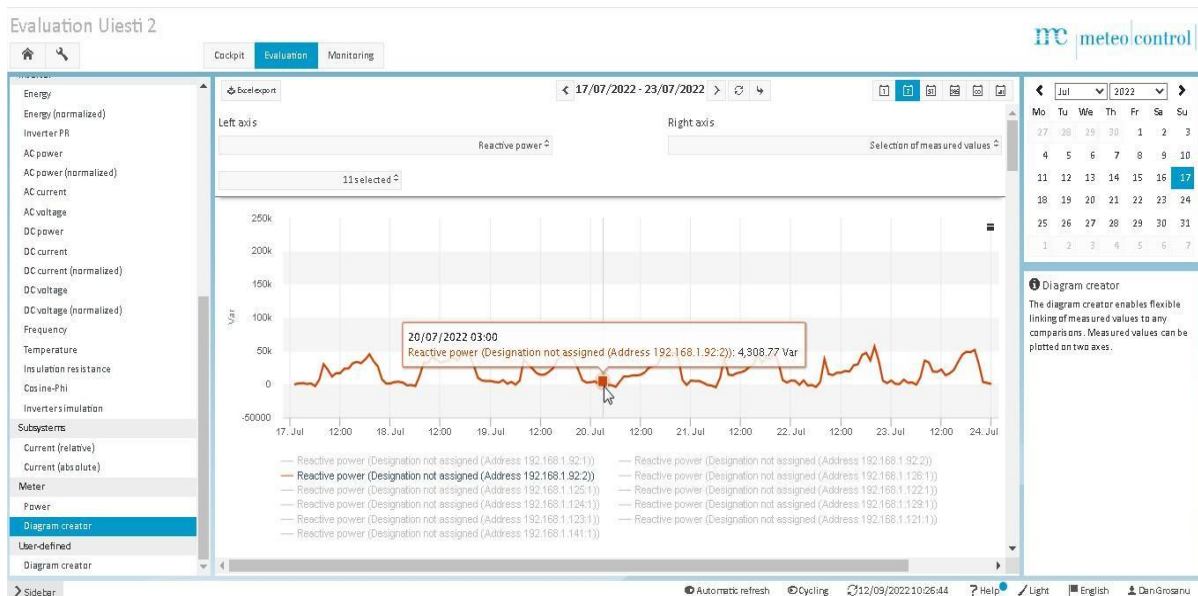 Evaluation Uiesti 2
mc meteo control
Cockpit Evaluation Monitoring
Energy
Energy (normalized)
Inverter PR
AC power
AC power (normalized)
AC current
AC voltage
DC power
DC current
DC current (normalized)
DC voltage
DC voltage (normalized)
Frequency
Temperature
Insulation resistance
Cosine-Phi
Inverter simulation
Subsystems
Current (relative)
Current (absolute)
Meter
Power
Diagram creator
User-defined
Diagram creator
Excel export
17/07/2022 - 23/07/2022
Left axis
Right axis
Reactive power
Selection of measured values
11 selected
250k
200k
150k
100k
50k
0
-50000
Var
20/07/2022 03:00
Reactive power (Designation not assigned (Address 192.168.1.92:2)): 4,308.77 Var
17. Jul 12:00 18. Jul 12:00 19. Jul 12:00 20. Jul 12:00 21. Jul 12:00 22. Jul 12:00 23. Jul 12:00 24. Jul
Reactive power (Designation not assigned (Address 192.168.1.92:1)) Reactive power (Designation not assigned (Address 192.168.1.92:2))
Reactive power (Designation not assigned (Address 192.168.1.92:2)) Reactive power (Designation not assigned (Address 192.168.1.126:1))
Reactive power (Designation not assigned (Address 192.168.1.125:1)) Reactive power (Designation not assigned (Address 192.168.1.122:1))
Reactive power (Designation not assigned (Address 192.168.1.124:1)) Reactive power (Designation not assigned (Address 192.168.1.129:1))
Reactive power (Designation not assigned (Address 192.168.1.123:1)) Reactive power (Designation not assigned (Address 192.168.1.121:1))
Reactive power (Designation not assigned (Address 192.168.1.141:1))
Jul 2022
Mo Tu We Th Fr Sa Su
27 28 29 30 1 2 3
4 5 6 7 8 9 10
11 12 13 14 15 16 17
18 19 20 21 22 23 24
25 26 27 28 29 30 31
1 2 3 4 5 6 7
Diagram creator
The diagram creator enables flexible
linking of measured values to any
comparisons. Measured values can be
plotted on two axes.
Sidebar
Automatic refresh Cycling 12/09/2022 10:26:44 Help Light English Dan Grosanu